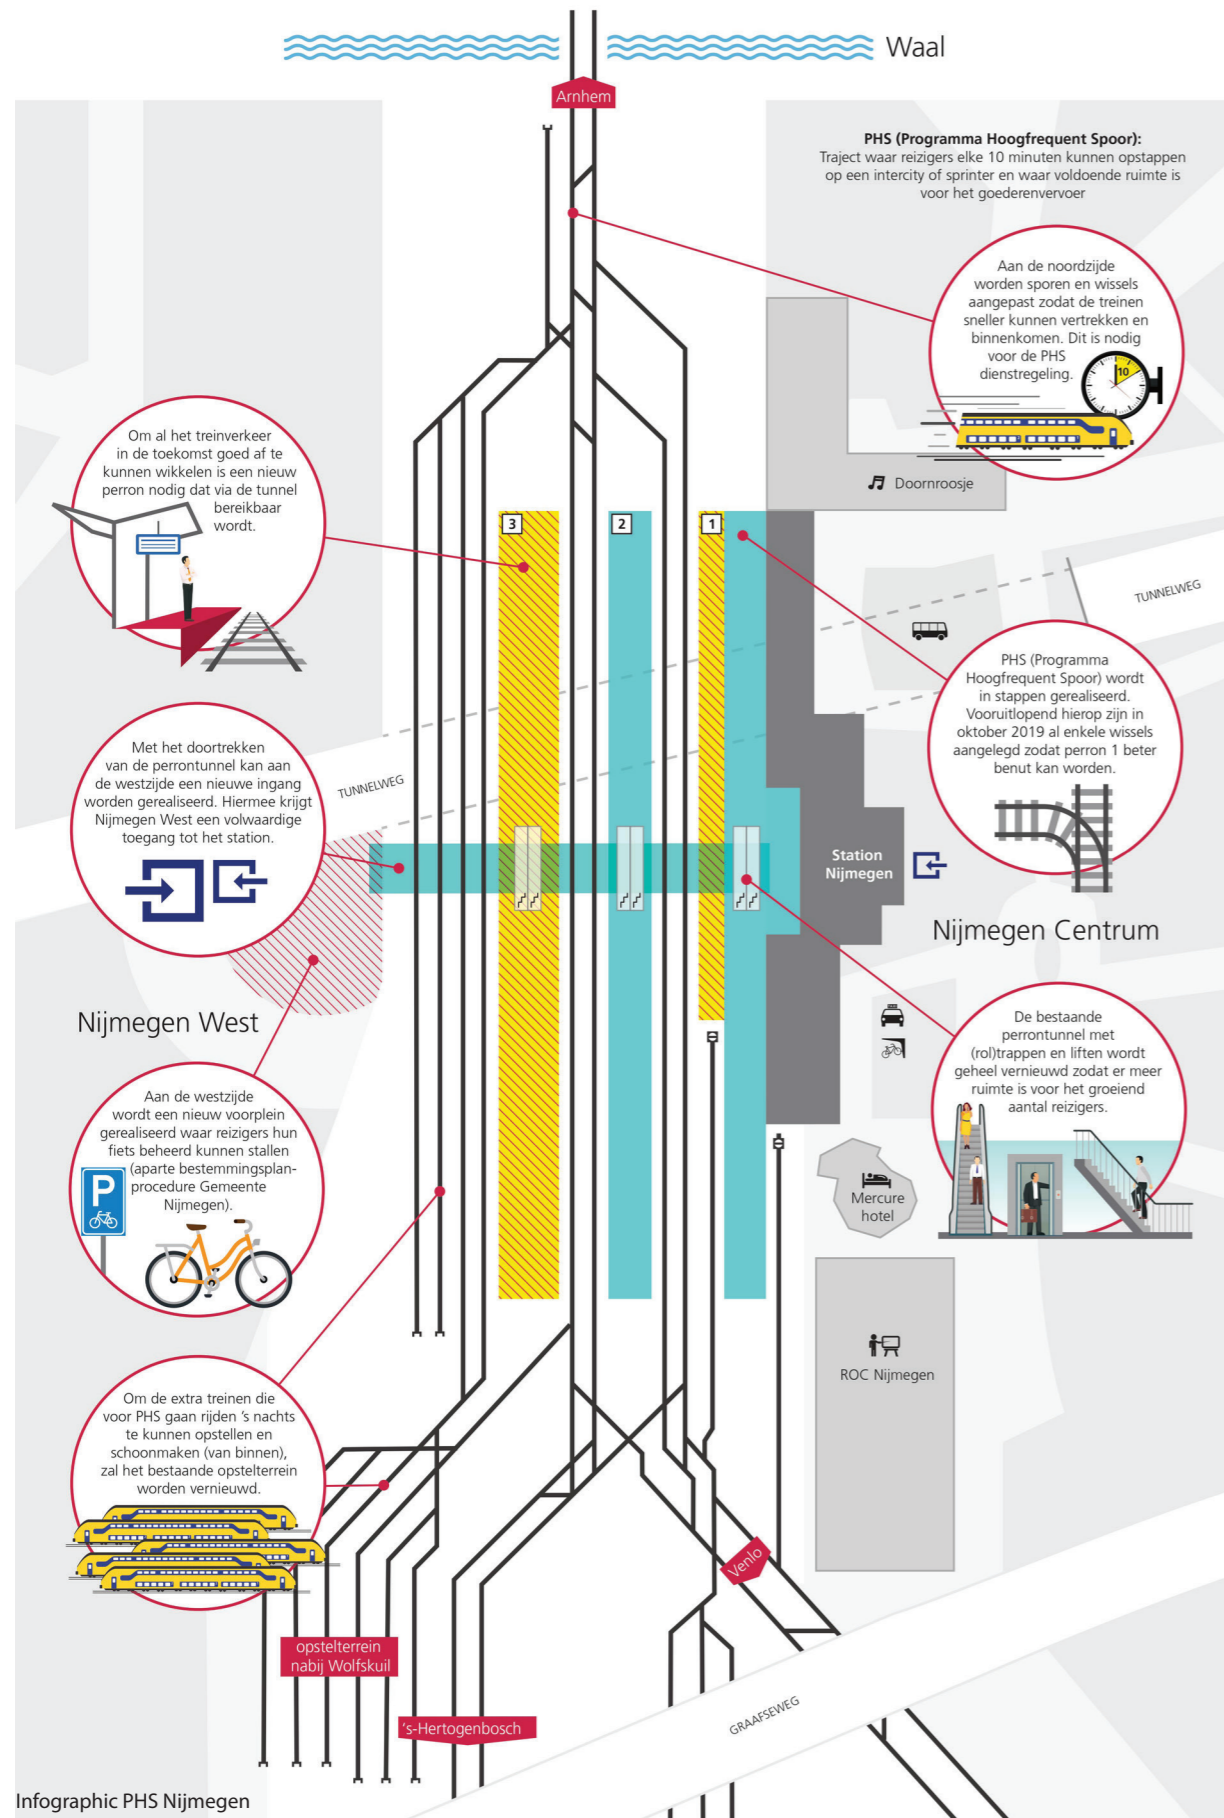 Waal
Arnhem
PHS (Programma Hoogfrequent Spoor):
Traject waar reizigers elke 10 minuten kunnen opstappen
op een intercity of sprinter en waar voldoende ruimte is
voor het goederenvervoer
Aan de noordzijde
worden sporen en wissels
aangepast zodat de treinen
sneller kunnen vertrekken en
binnenkomen. Dit is nodig
voor de PHS
dienstregeling.
10
Doornroosje
Om al het treinverkeer
in de toekomst goed af te
kunnen wikkelen is een nieuw
perron nodig dat via de tunnel
bereikbaar
wordt.
3
2
1
TUNNELWEG
PHS (Programma
Hoogfrequent Spoor) wordt
in stappen gerealiseerd.
Vooruitlopend hierop zijn in
oktober 2019 al enkele wissels
aangelegd zodat perron 1 beter
benut kan worden.
Met het doortrekken
van de perrontunnel kan aan
de westzijde een nieuwe ingang
worden gerealiseerd. Hiermee krijgt
Nijmegen West een volwaardige
toegang tot het station.
TUNNELWEG
Station
Nijmegen
Nijmegen Centrum
Nijmegen West
De bestaande
perrontunnel met
(rol)trappen en liften wordt
geheel vernieuwd zodat er meer
ruimte is voor het groeiend
aantal reizigers.
Aan de westzijde
wordt een nieuw voorplein
gerealiseerd waar reizigers hun
fiets beheerd kunnen stallen
(aparte bestemmingsplan-
procedure Gemeente
Nijmegen).
P
Mercure
hotel
ROC Nijmegen
Om de extra treinen die
voor PHS gaan rijden 's nachts
te kunnen opstellen en
schoonmaken (van binnen),
zal het bestaande opstelterrein
worden vernieuwd.
Venlo
opstelterrein
nabij Wolfskuil
's-Hertogenbosch
GRAAFSEWEG
Infographic PHS Nijmegen